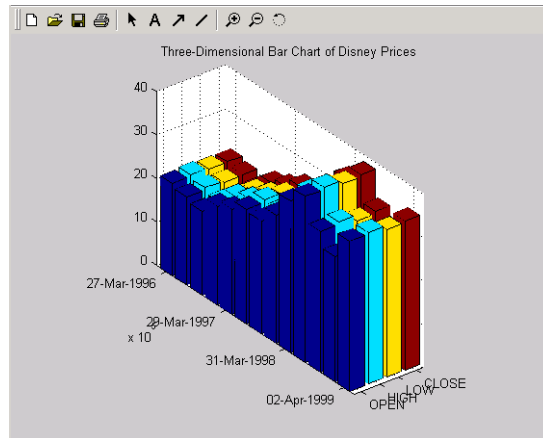 A
Three-Dimensional Bar Chart of Disney Prices
40
30
20
10
0
27-Mar-1996
29-Mar-1997
x 10
31-Mar-1998
02-Apr-1999
OPEN
HIGH
LOW
CLOSE